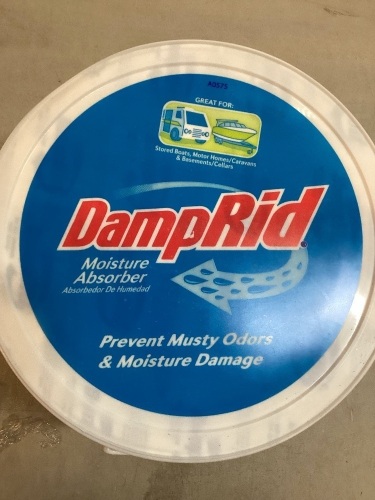 GREAT FOR:
Stored Boats, Motor Homes/Caravans
& Basements/Cellars
DampRid
Moisture
Absorber
Absorbedor De Humedad
Prevent Musty Odors
& Moisture Damage